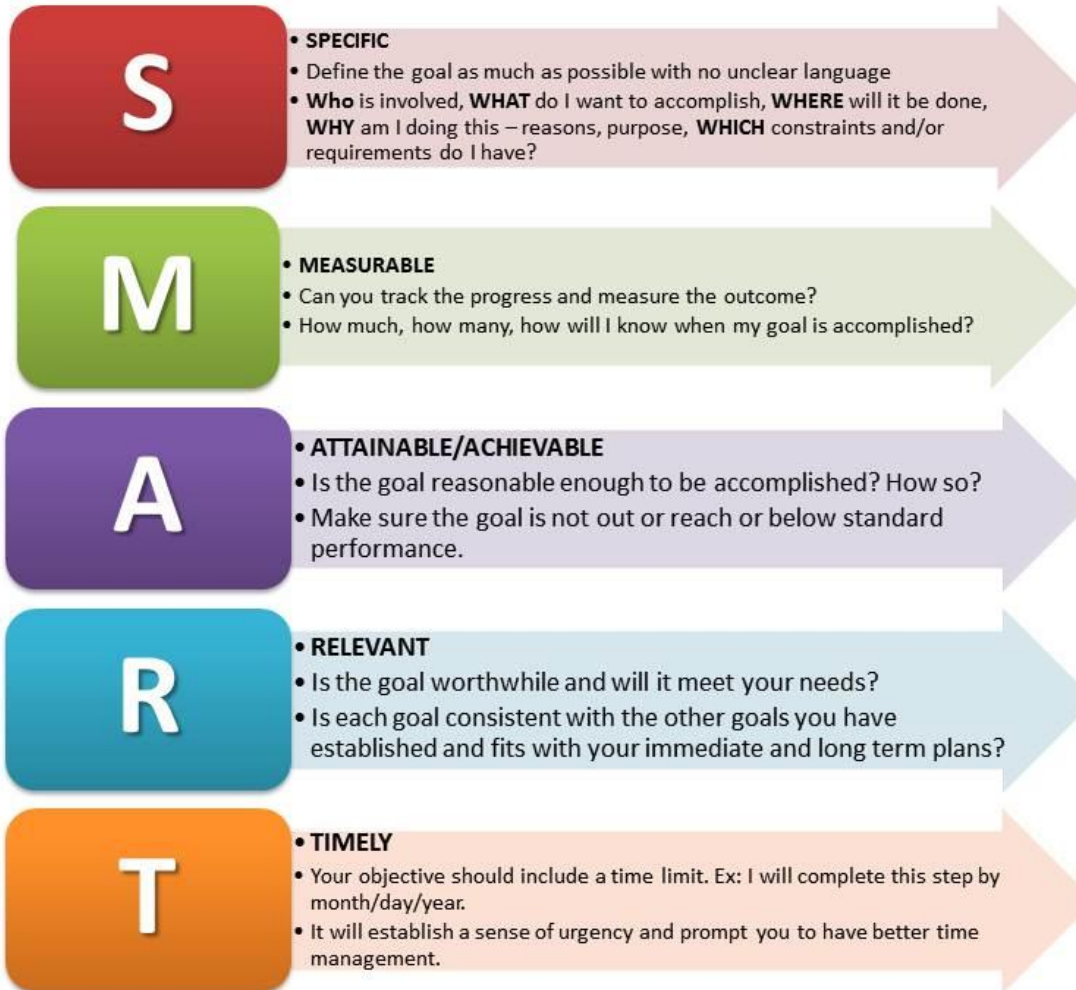 S
• SPECIFIC
• Define the goal as much as possible with no unclear language
• Who is involved, WHAT do I want to accomplish, WHERE will it be done,
WHY am I doing this – reasons, purpose, WHICH constraints and/or
requirements do I have?
M
• MEASURABLE
• Can you track the progress and measure the outcome?
• How much, how many, how will I know when my goal is accomplished?
A
• ATTAINABLE/ACHIEVABLE
• Is the goal reasonable enough to be accomplished? How so?
• Make sure the goal is not out or reach or below standard
performance.
R
• RELEVANT
• Is the goal worthwhile and will it meet your needs?
• Is each goal consistent with the other goals you have
established and fits with your immediate and long term plans?
T
• TIMELY
• Your objective should include a time limit. Ex: I will complete this step by
month/day/year.
• It will establish a sense of urgency and prompt you to have better time
management.